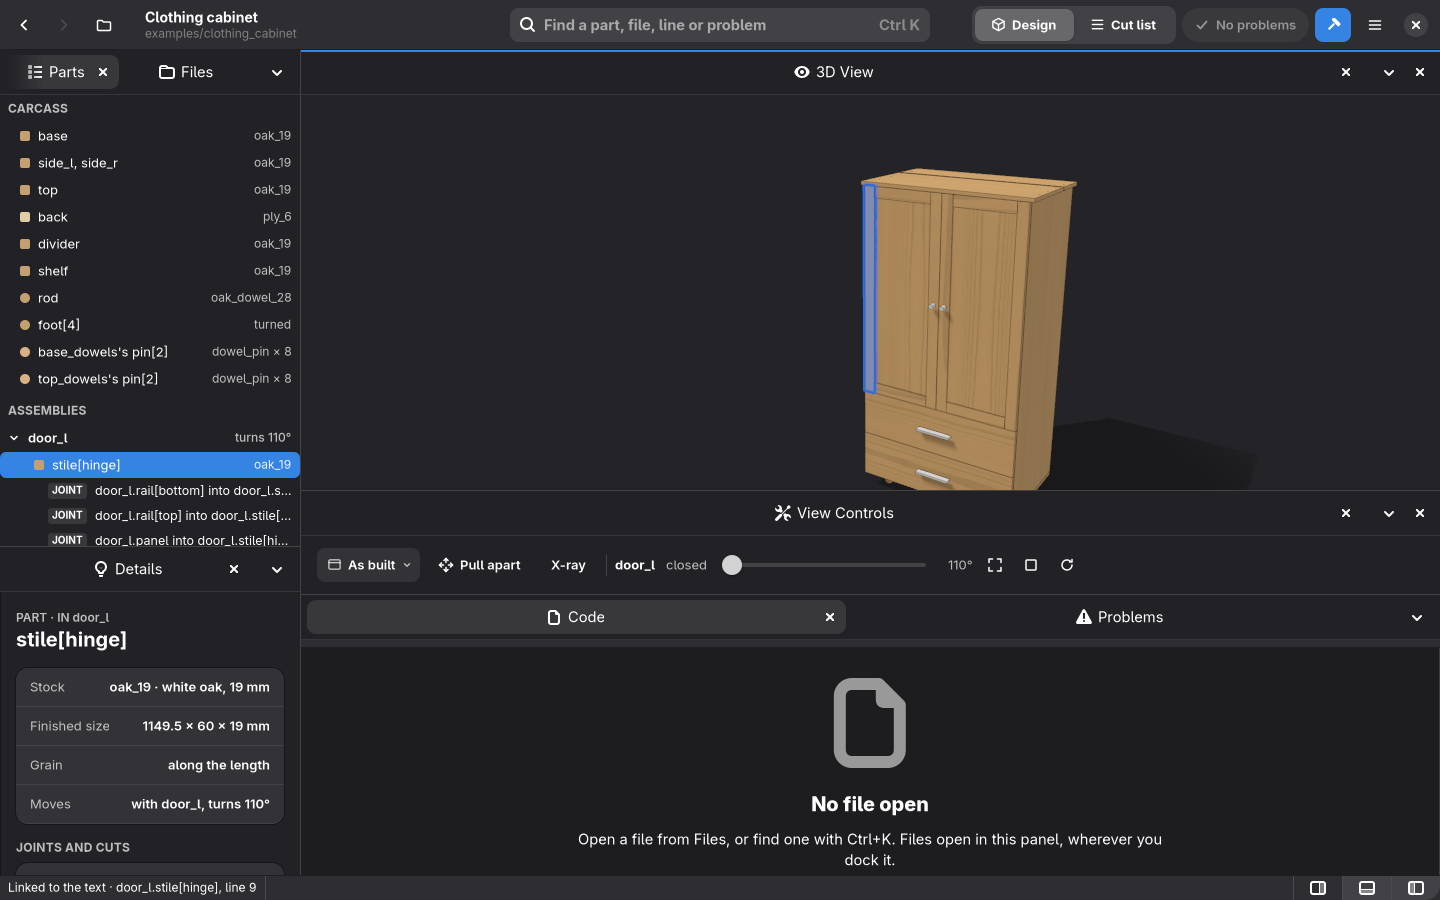 Clothing cabinet
examples/clothing_cabinet
Find a part, file, line or problem
Ctrl K
Design
Cut list
No problems
Parts
Files
3D View
CARCASS
base
oak_19
side_l, side_r
oak_19
top
oak_19
back
ply_6
divider
oak_19
shelf
oak_19
rod
oak_dowel_28
foot[4]
turned
base_dowels's pin[2]
dowel_pin × 8
top_dowels's pin[2]
dowel_pin × 8
ASSEMBLIES
door_l
turns 110°
stile[hinge]
oak_19
JOINT door_l.rail[bottom] into door_l.s...
JOINT door_l.rail[top] into door_l.stile[...
JOINT door_l.panel into door_l.stile[hi...
Details
PART · IN door_l
stile[hinge]
Stock
oak_19 · white oak, 19 mm
Finished size
1149.5 × 60 × 19 mm
Grain
along the length
Moves
with door_l, turns 110°
JOINTS AND CUTS
View Controls
As built
Pull apart
X-ray
door_l
closed
110°
Code
Problems
No file open
Open a file from Files, or find one with Ctrl+K. Files open in this panel, wherever you
dock it.
Linked to the text · door_l.stile[hinge], line 9